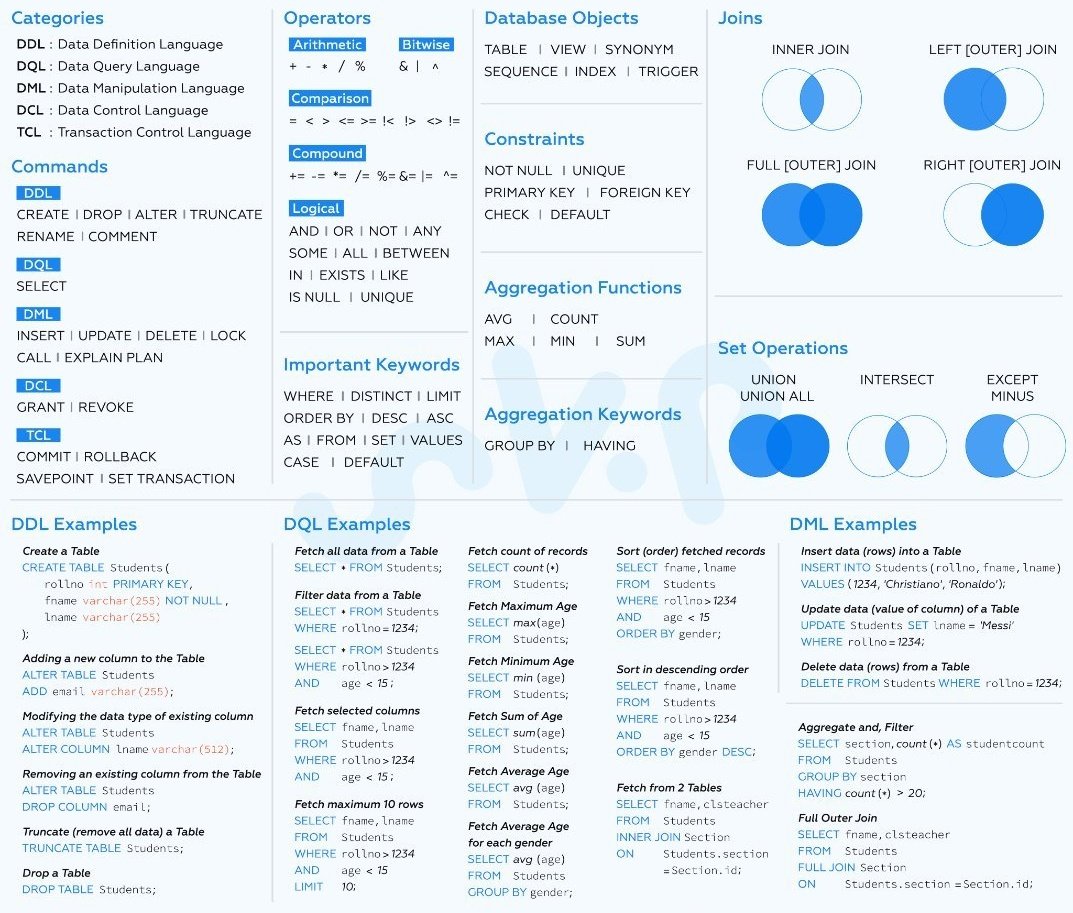 Categories
DDL : Data Definition Language
DQL : Data Query Language
DML : Data Manipulation Language
DCL : Data Control Language
TCL : Transaction Control Language
Commands
DDL
CREATE | DROP | ALTER | TRUNCATE
RENAME | COMMENT
DQL
SELECT
DML
INSERT | UPDATE | DELETE | LOCK
CALL | EXPLAIN PLAN
DCL
GRANT | REVOKE
TCL
COMMIT | ROLLBACK
SAVEPOINT | SET TRANSACTION
Operators
Arithmetic Bitwise
+ - * / % & | ^
Comparison
= < > <= >= !< !> <> !=
Compound
+= -= *= /= %= &= |= ^=
Logical
AND | OR | NOT | ANY
SOME | ALL | BETWEEN
IN | EXISTS | LIKE
IS NULL | UNIQUE
Important Keywords
WHERE | DISTINCT | LIMIT
ORDER BY | DESC | ASC
AS | FROM | SET | VALUES
CASE | DEFAULT
Database Objects
TABLE | VIEW | SYNONYM
SEQUENCE | INDEX | TRIGGER
Constraints
NOT NULL | UNIQUE
PRIMARY KEY | FOREIGN KEY
CHECK | DEFAULT
Aggregation Functions
AVG | COUNT
MAX | MIN | SUM
Aggregation Keywords
GROUP BY | HAVING
Joins
INNER JOIN LEFT [OUTER] JOIN
FULL [OUTER] JOIN RIGHT [OUTER] JOIN
Set Operations
UNION INTERSECT EXCEPT
UNION ALL MINUS
DDL Examples
Create a Table
CREATE TABLE Students(
rollno int PRIMARY KEY,
fname varchar(255) NOT NULL,
lname varchar(255)
);
Adding a new column to the Table
ALTER TABLE Students
ADD email varchar(255);
Modifying the data type of existing column
ALTER TABLE Students
ALTER COLUMN lname varchar(512);
Removing an existing column from the Table
ALTER TABLE Students
DROP COLUMN email;
Truncate (remove all data) a Table
TRUNCATE TABLE Students;
Drop a Table
DROP TABLE Students;
DQL Examples
Fetch all data from a Table
SELECT * FROM Students;
Filter data from a Table
SELECT * FROM Students
WHERE rollno=1234;
SELECT * FROM Students
WHERE rollno>1234
AND age < 15;
Fetch selected columns
SELECT fname,lname
FROM Students
WHERE rollno>1234
AND age < 15;
Fetch maximum 10 rows
SELECT fname,lname
FROM Students
WHERE rollno>1234
AND age < 15
LIMIT 10;
Fetch count of records
SELECT count(*)
FROM Students;
Fetch Maximum Age
SELECT max(age)
FROM Students;
Fetch Minimum Age
SELECT min (age)
FROM Students;
Fetch Sum of Age
SELECT sum(age)
FROM Students;
Fetch Average Age
SELECT avg (age)
FROM Students;
Fetch Average Age
for each gender
SELECT avg (age)
FROM Students
GROUP BY gender;
Sort (order) fetched records
SELECT fname,lname
FROM Students
WHERE rollno>1234
AND age < 15
ORDER BY gender;
Sort in descending order
SELECT fname,lname
FROM Students
WHERE rollno>1234
AND age < 15
ORDER BY gender DESC;
Fetch from 2 Tables
SELECT fname,clsteacher
FROM Students
INNER JOIN Section
ON Students.section
=Section.id;
DML Examples
Insert data (rows) into a Table
INSERT INTO Students(rollno,fname,lname)
VALUES (1234, 'Christiano', 'Ronaldo');
Update data (value of column) of a Table
UPDATE Students SET lname = 'Messi'
WHERE rollno=1234;
Delete data (rows) from a Table
DELETE FROM Students WHERE rollno=1234;
Aggregate and, Filter
SELECT section,count(*) AS studentcount
FROM Students
GROUP BY section
HAVING count(*) > 20;
Full Outer Join
SELECT fname,clsteacher
FROM Students
FULL JOIN Section
ON Students.section =Section.id;